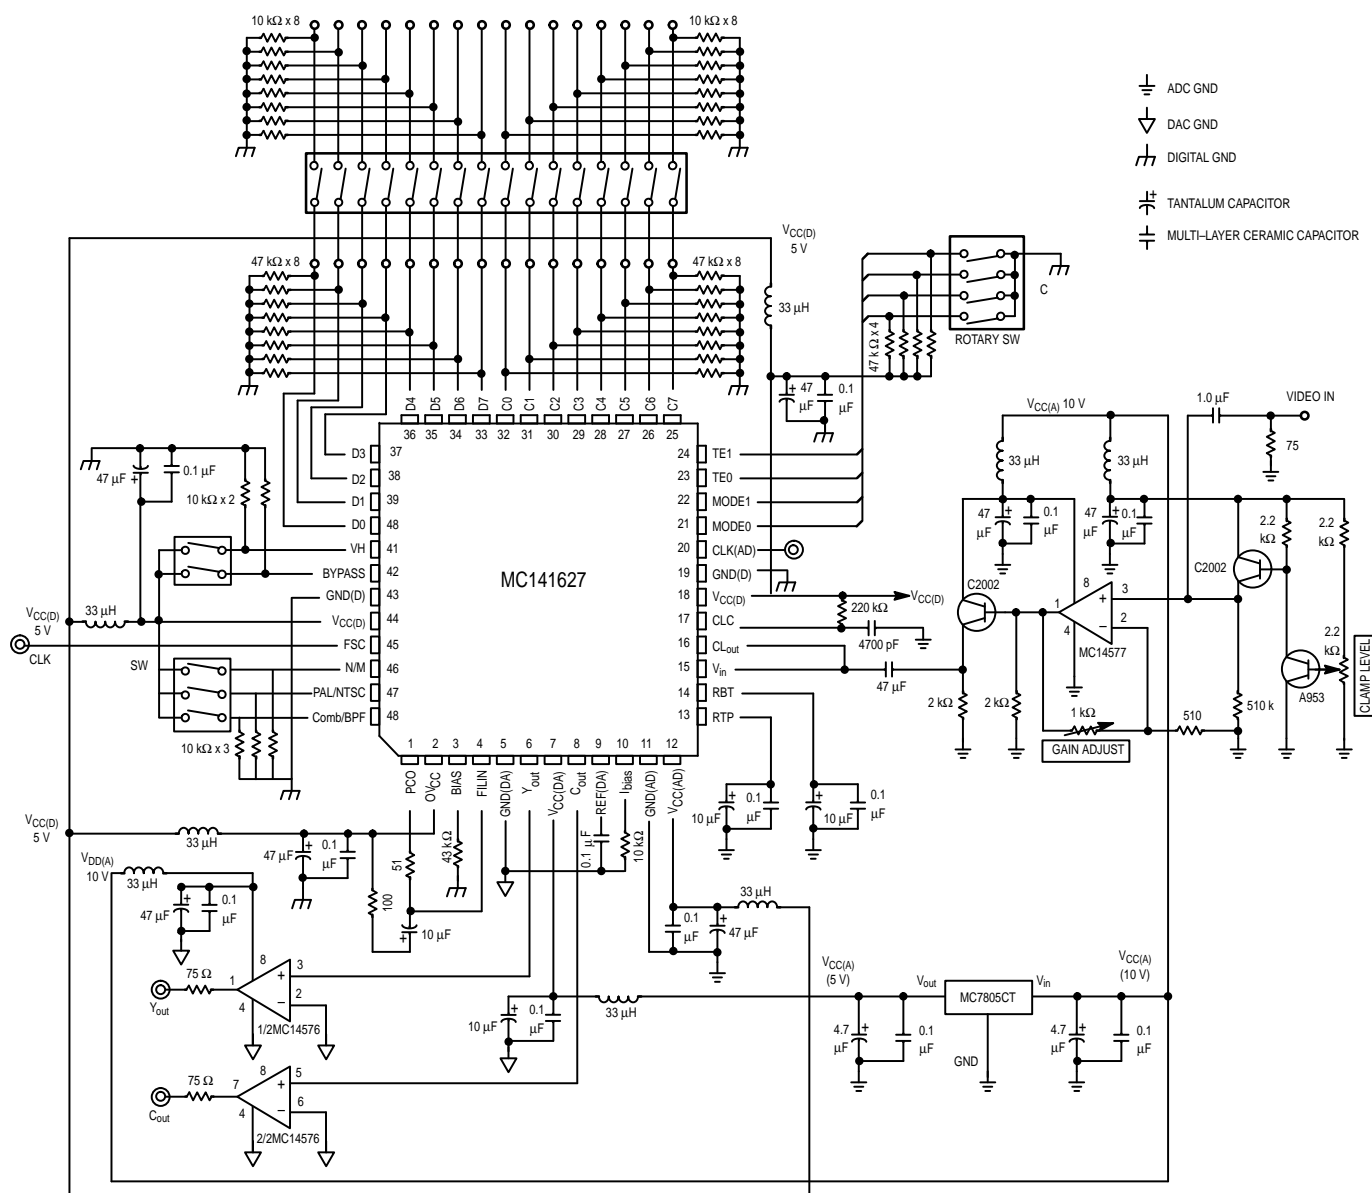 10 kΩ x 8
10 kΩ x 8
ADC GND
DAC GND
DIGITAL GND
+
TANTALUM CAPACITOR
MULTI–LAYER CERAMIC CAPACITOR
VCC(D)
5 V
47 kΩ x 8
47 kΩ x 8
33 µH
C
ROTARY SW
47 k Ω x 4
+ 47 µF
0.1 µF
D4 D5 D6 D7 C0 C1 C2 C3 C4 C5 C6 C7
36 35 34 33 32 31 30 29 28 27 26 25
D3 37
D2 38
D1 39
D0 48
VH 41
BYPASS 42
GND(D) 43
VCC(D) 44
FSC 45
N/M 46
PAL/NTSC 47
Comb/BPF 48
MC141627
24 TE1
23 TE0
22 MODE1
21 MODE0
20 CLK(AD)
19 GND(D)
18 VCC(D)
17 CLC
16 CLout
15 Vin
14 RBT
13 RTP
1 2 3 4 5 6 7 8 9 10 11 12
PCO OVCC BIAS FILIN GND(DA) Yout VCC(DA) Cout REF(DA) Ibias GND(AD) VCC(AD)
47 µF +
0.1 µF
10 kΩ x 2
VCC(D)
5 V
33 µH
CLK
SW
10 kΩ x 3
VCC(D)
220 kΩ
4700 pF
47 µF
VCC(A) 10 V
33 µH
33 µH
47 µF +
0.1 µF
47 µF +
0.1 µF
1.0 µF
VIDEO IN
75
2.2 kΩ
2.2 kΩ
C2002
C2002
8
1
3
+
2
–
4
MC14577
2.2 kΩ
A953
CLAMP LEVEL
2 kΩ
2 kΩ
1 kΩ
510
510 k
GAIN ADJUST
10 µF +
0.1 µF
+ 10 µF
0.1 µF
VCC(D)
5 V
33 µH
47 µF +
0.1 µF
100
51
43 kΩ
+ 10 µF
0.1 µF
10 kΩ
VDD(A)
10 V
33 µH
47 µF +
0.1 µF
33 µH
0.1 µF
+ 47 µF
75 Ω
Yout
1
8
3
+
2
–
4
1/2MC14576
75 Ω
Cout
7
8
5
+
6
–
4
2/2MC14576
10 µF +
0.1 µF
33 µH
VCC(A)
(5 V)
Vout
MC7805CT
Vin
VCC(A)
(10 V)
GND
4.7 µF +
0.1 µF
4.7 µF +
0.1 µF